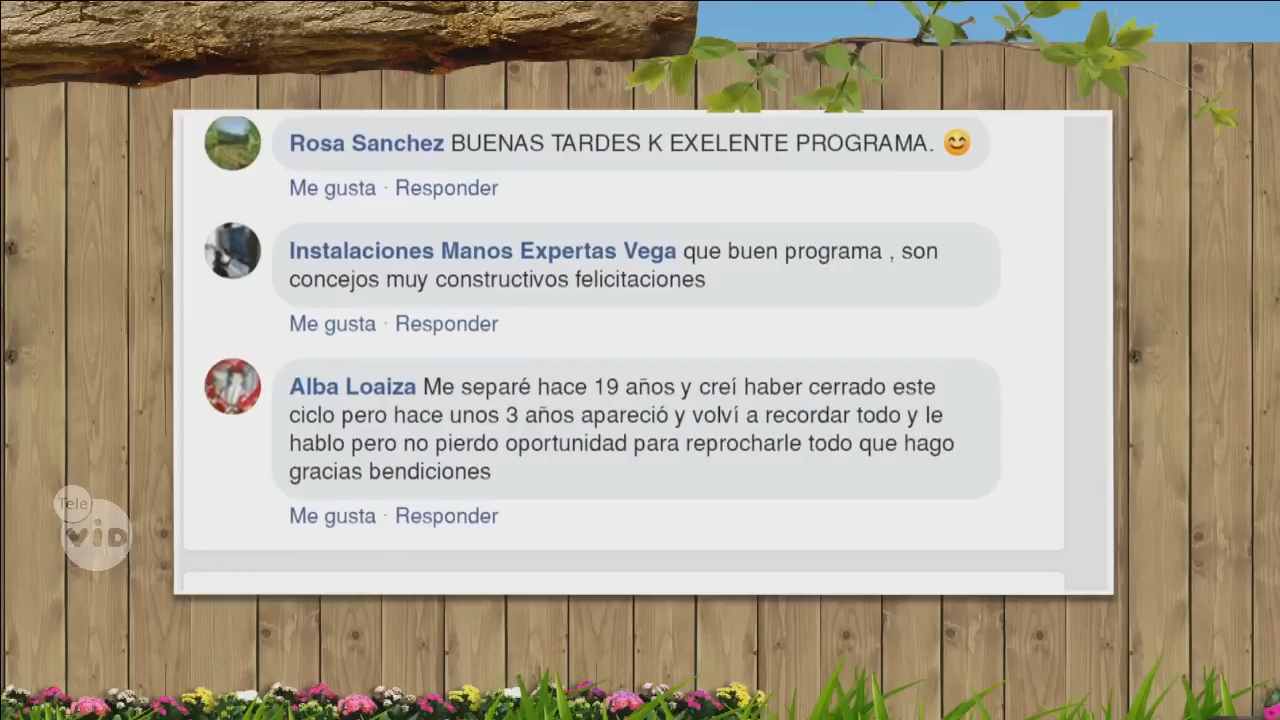 Rosa Sanchez BUENAS TARDES K EXELENTE PROGRAMA. 😊
Me gusta · Responder
Instalaciones Manos Expertas Vega que buen programa , son
concejos muy constructivos felicitaciones
Me gusta · Responder
Alba Loaiza Me separé hace 19 años y creí haber cerrado este
ciclo pero hace unos 3 años apareció y volví a recordar todo y le
hablo pero no pierdo oportunidad para reprocharle todo que hago
gracias bendiciones
Me gusta · Responder
Tele
ViD